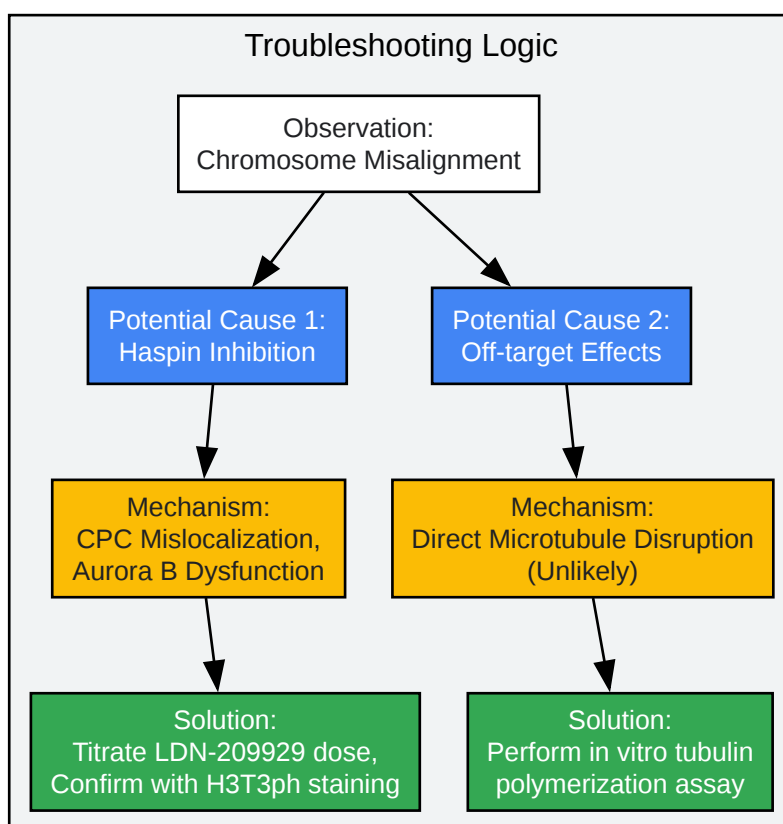 Troubleshooting Logic
Observation:
Chromosome Misalignment
Potential Cause 1:
Haspin Inhibition
Potential Cause 2:
Off-target Effects
Mechanism:
CPC Mislocalization,
Aurora B Dysfunction
Mechanism:
Direct Microtubule Disruption
(Unlikely)
Solution:
Titrate LDN-209929 dose,
Confirm with H3T3ph staining
Solution:
Perform in vitro tubulin
polymerization assay